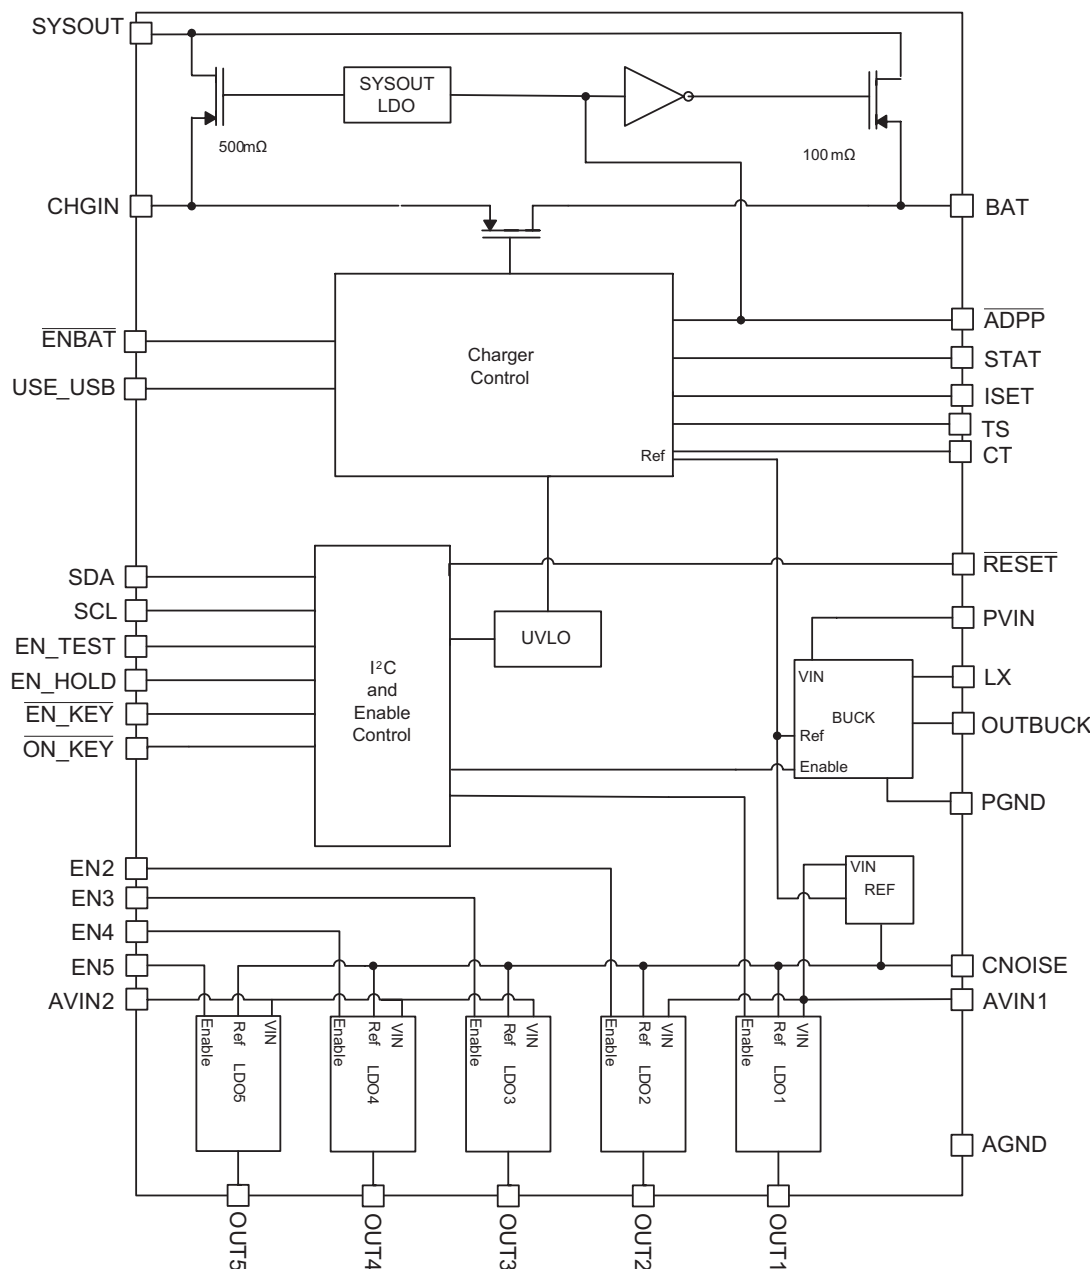 SYSOUT
SYSOUT
LDO
500mΩ
100mΩ
CHGIN
BAT
ENBAT
ADPP
Charger
Control
STAT
USE_USB
ISET
TS
Ref
CT
SDA
RESET
SCL
PVIN
EN_TEST
UVLO
I²C
and
Enable
Control
EN_HOLD
VIN
LX
EN_KEY
BUCK
OUTBUCK
ON_KEY
Ref
Enable
PGND
EN2
VIN
REF
EN3
EN4
EN5
CNOISE
AVIN2
AVIN1
Enable
Ref
VIN
LDO5
Enable
Ref
VIN
LDO4
Enable
Ref
VIN
LDO3
Enable
Ref
VIN
LDO2
Enable
Ref
VIN
LDO1
AGND
OUT5
OUT4
OUT3
OUT2
OUT1